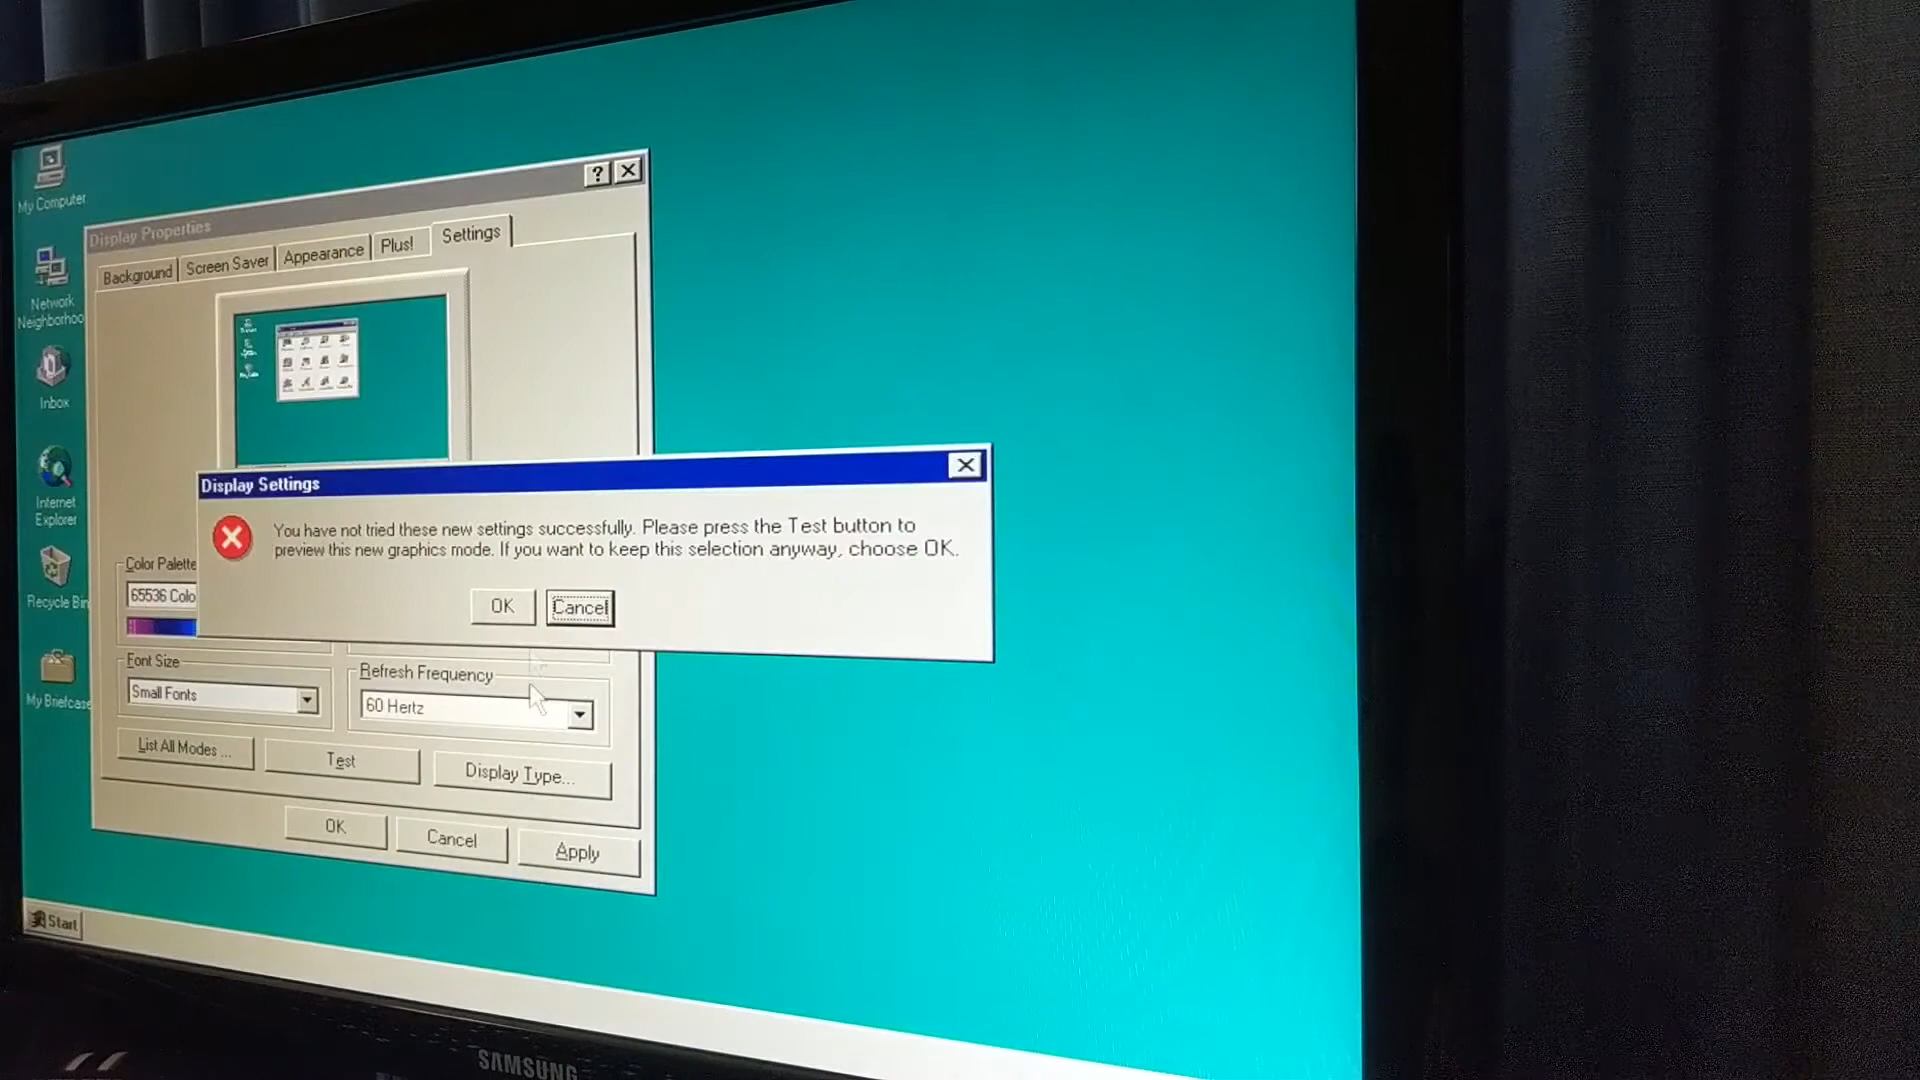 My Computer
Network
Neighborhoo
Inbox
Internet
Explorer
Recycle Bin
My Briefcase
Display Properties
?
Background
Screen Saver
Appearance
Plus!
Settings
Display Settings
You have not tried these new settings successfully. Please press the Test button to
preview this new graphics mode. If you want to keep this selection anyway, choose OK.
OK
Cancel
Color Palette
65536 Colo
Font Size
Small Fonts
Refresh Frequency
60 Hertz
List All Modes ...
Test
Display Type...
OK
Cancel
Apply
Start
SAMSUNG